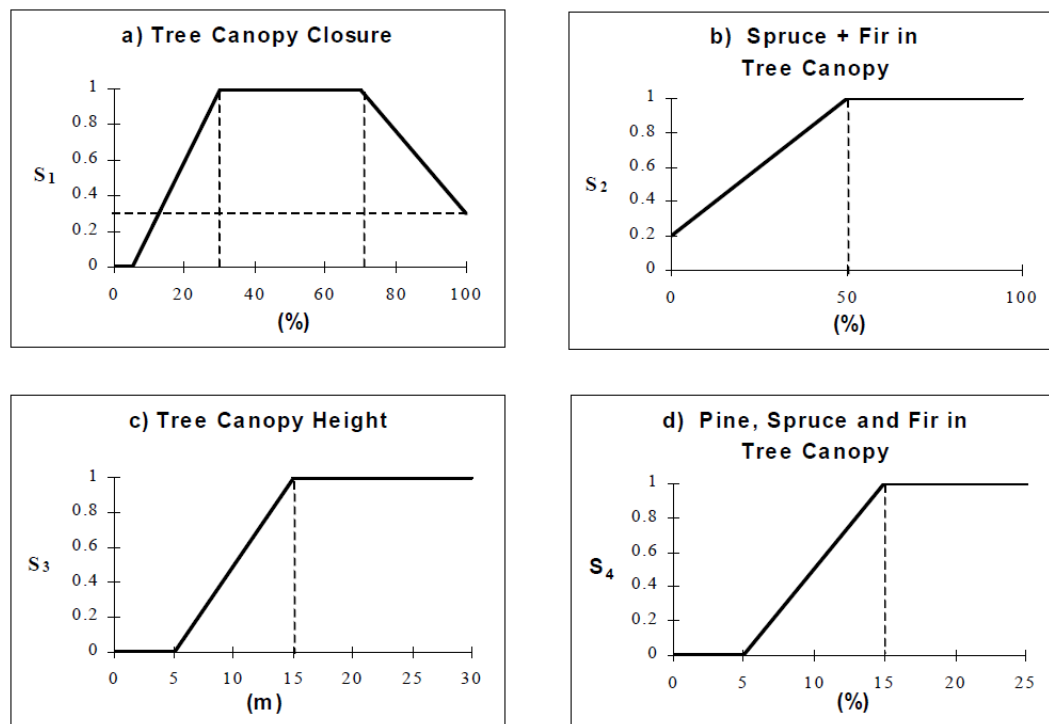 a) Tree Canopy Closure
1
0.8
0.6
S1
0.4
0.2
0
0 20 40 60 80 100
(%)
b) Spruce + Fir in
Tree Canopy
1
0.8
0.6
S2
0.4
0.2
0
0 50 100
(%)
c) Tree Canopy Height
1
0.8
0.6
S3
0.4
0.2
0
0 5 10 15 20 25 30
(m)
d) Pine, Spruce and Fir in
Tree Canopy
1
0.8
0.6
S4
0.4
0.2
0
0 5 10 15 20 25
(%)